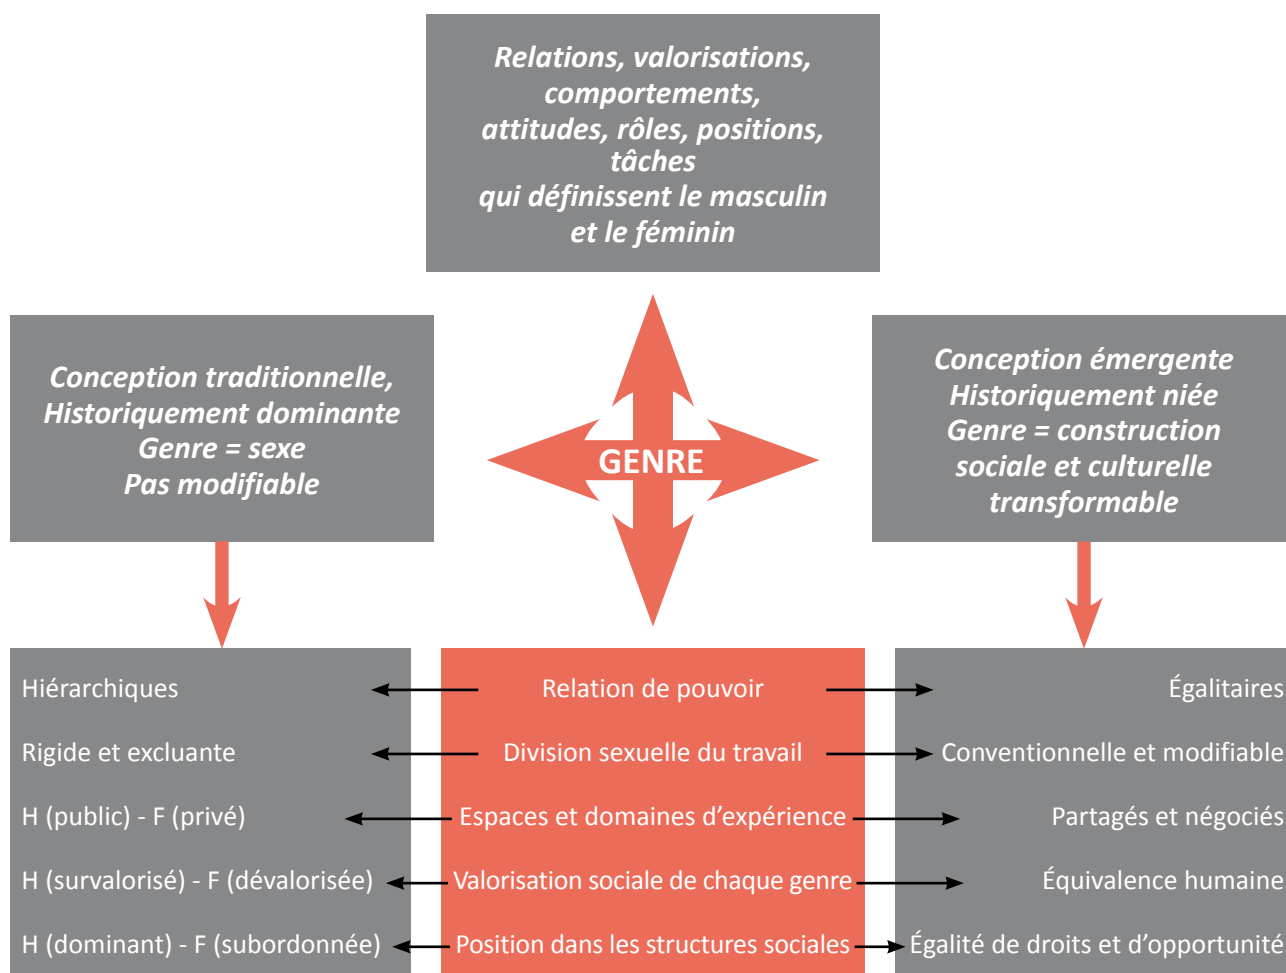 Relations, valorisations,
comportements,
attitudes, rôles, positions,
tâches
qui définissent le masculin
et le féminin
Conception traditionnelle,
Historiquement dominante
Genre = sexe
Pas modifiable
GENRE
Conception émergente
Historiquement niée
Genre = construction
sociale et culturelle
transformable
Hiérarchiques
Relation de pouvoir
Égalitaires
Rigide et excluante
Division sexuelle du travail
Conventionnelle et modifiable
H (public) - F (privé)
Espaces et domaines d’expérience
Partagés et négociés
H (survalorisé) - F (dévalorisée)
Valorisation sociale de chaque genre
Équivalence humaine
H (dominant) - F (subordonnée)
Position dans les structures sociales
Égalité de droits et d’opportunité